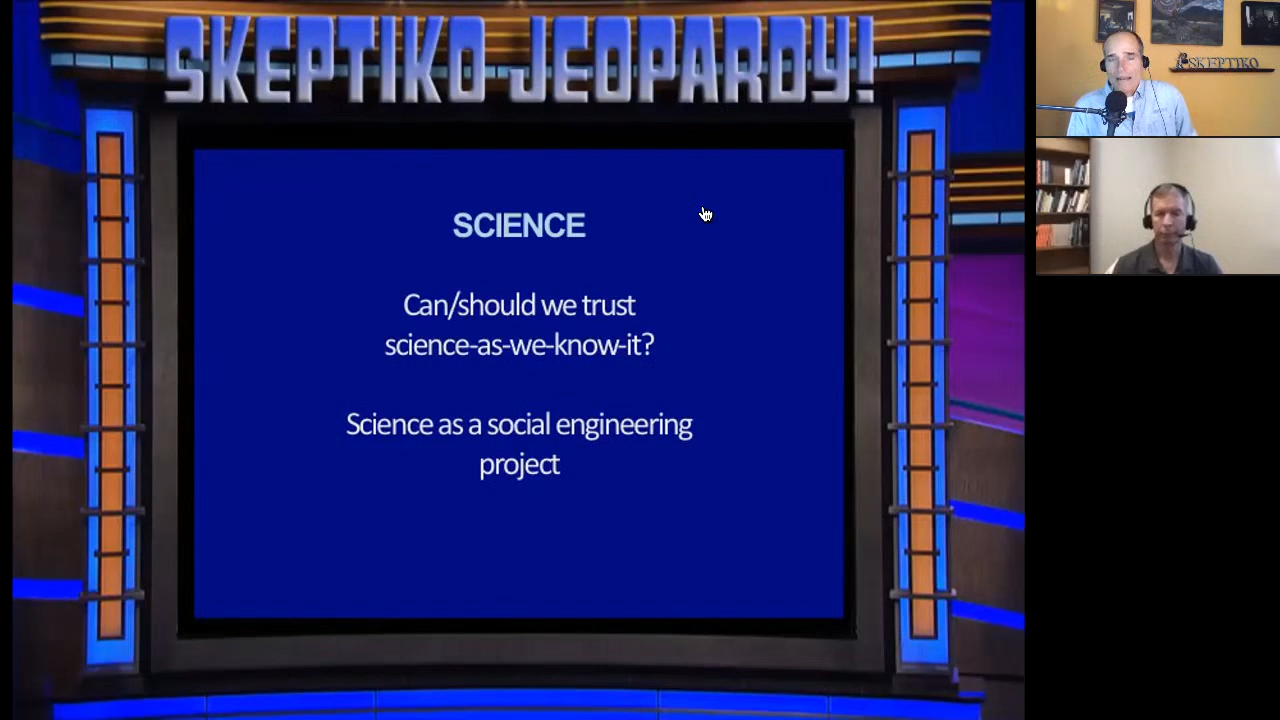 SKEPTIKO JEOPARDY!
SKEPTIKO
SCIENCE
Can/should we trust
science-as-we-know-it?
Science as a social engineering
project